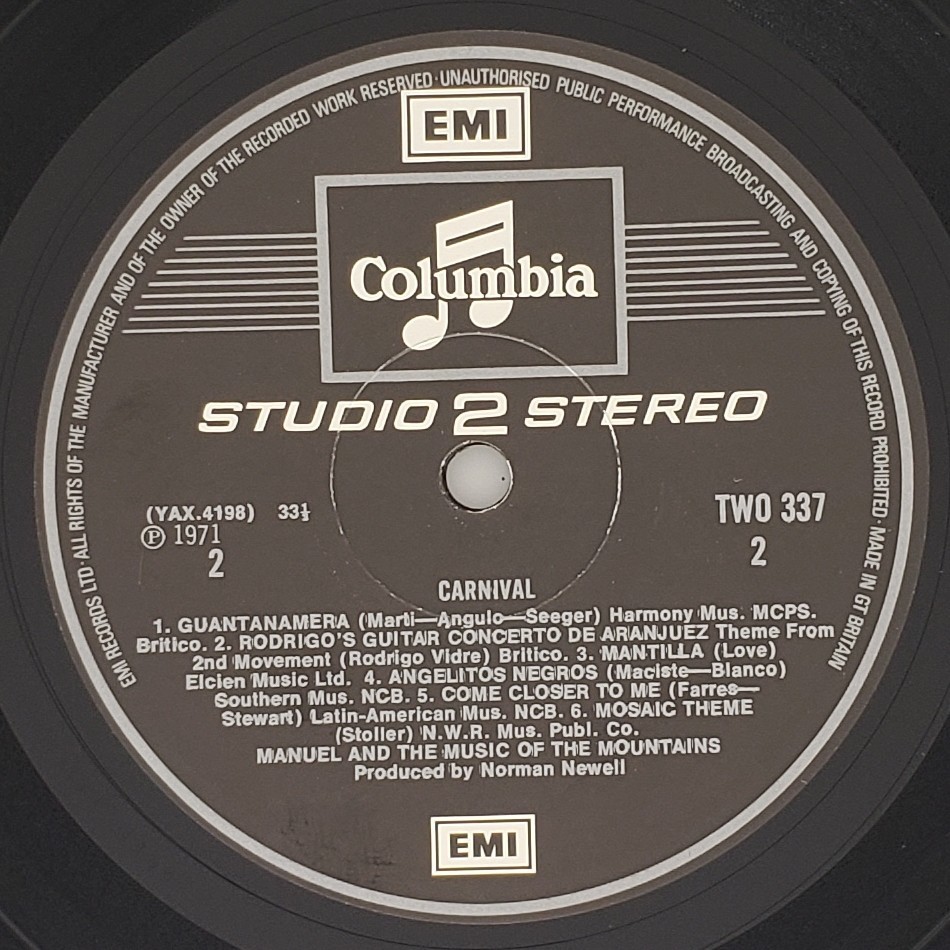 EMI RECORDS LTD·ALL RIGHTS OF THE MANUFACTURER AND OF THE OWNER OF THE RECORDED WORK RESERVED·UNAUTHORISED PUBLIC PERFORMANCE BROADCASTING AND COPYING OF THIS RECORD PROHIBITED·MADE IN GT BRITAIN
EMI
Columbia
STUDIO 2 STEREO
(YAX.4198) 33⅓
Ⓟ 1971
2
TWO 337
2
CARNIVAL
1. GUANTANAMERA (Marti—Angulo—Seeger) Harmony Mus. MCPS.
Britico. 2. RODRIGO'S GUITAR CONCERTO DE ARANJUEZ Theme From
2nd Movement (Rodrigo Vidre) Britico. 3. MANTILLA (Love)
Elcien Music Ltd. 4. ANGELITOS NEGROS (Maciste—Blanco)
Southern Mus. NCB. 5. COME CLOSER TO ME (Farres—
Stewart) Latin-American Mus. NCB. 6. MOSAIC THEME
(Stoller) N.W.R. Mus. Publ. Co.
MANUEL AND THE MUSIC OF THE MOUNTAINS
Produced by Norman Newell
EMI